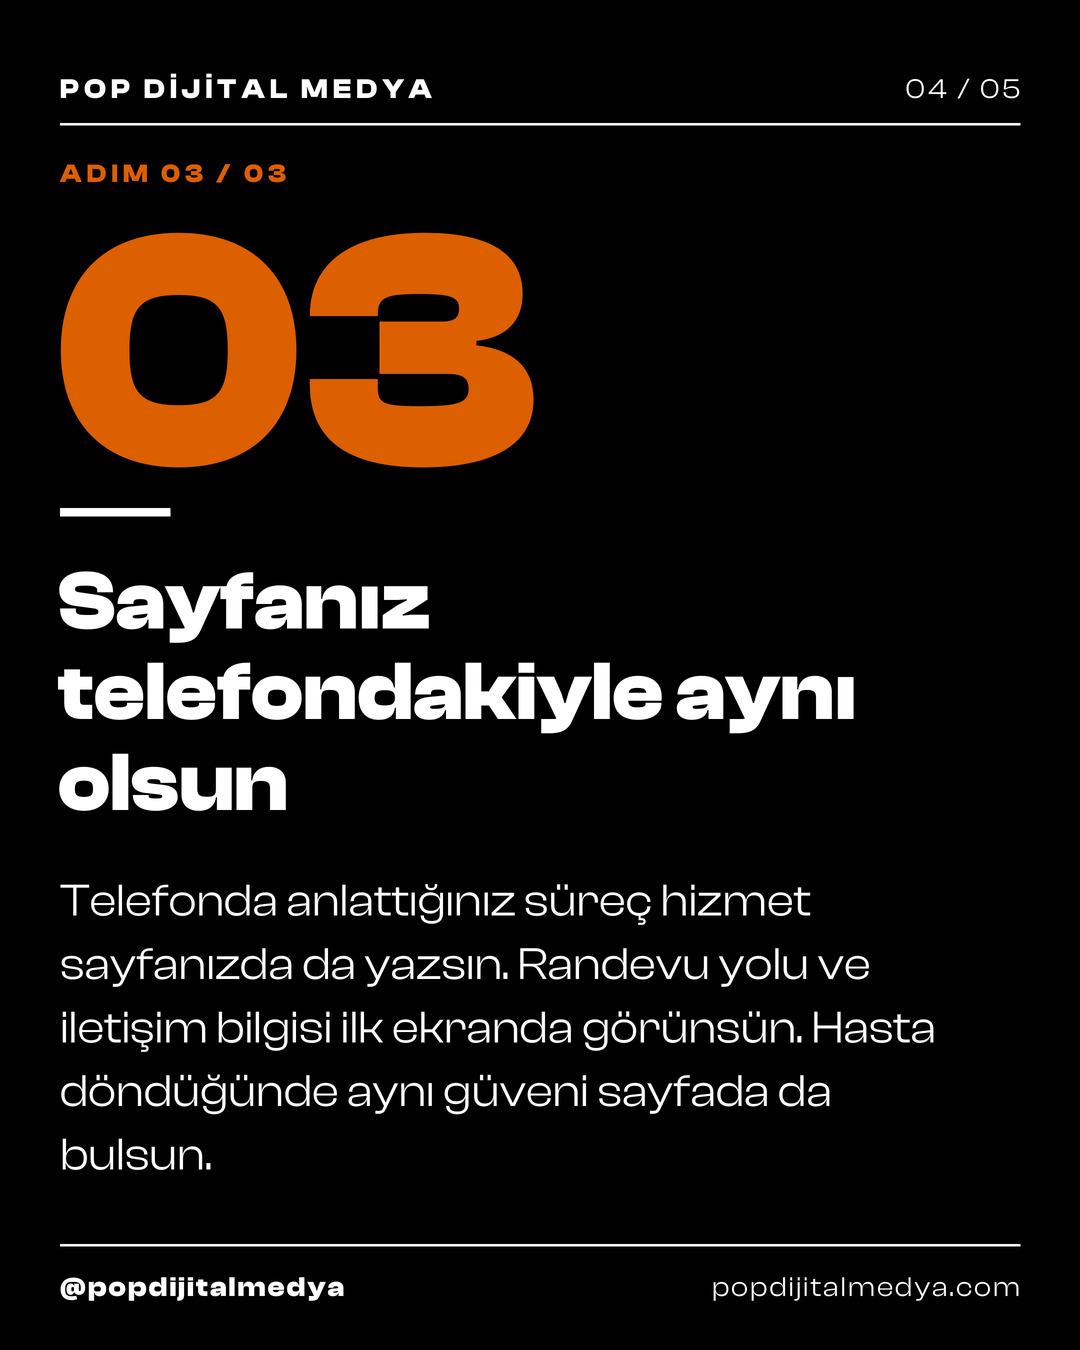 POP DİJİTAL MEDYA
04 / 05
ADIM 03 / 03
03
Sayfanız
telefondakiyle aynı
olsun
Telefonda anlattığınız süreç hizmet
sayfanızda da yazsın. Randevu yolu ve
iletişim bilgisi ilk ekranda görünsün. Hasta
döndüğünde aynı güveni sayfada da
bulsun.
@popdijitalmedya
popdijitalmedya.com